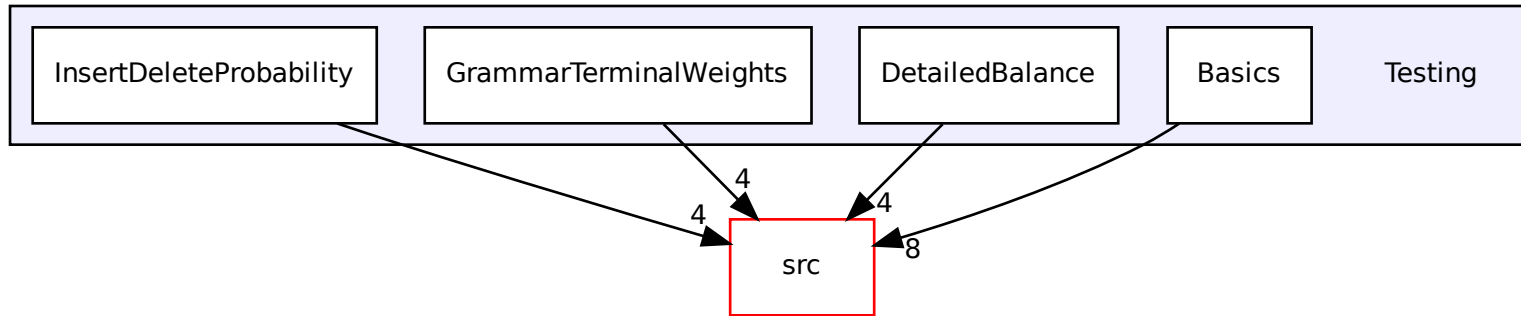 InsertDeleteProbability
GrammarTerminalWeights
DetailedBalance
Basics
Testing
4
4
4
8
src